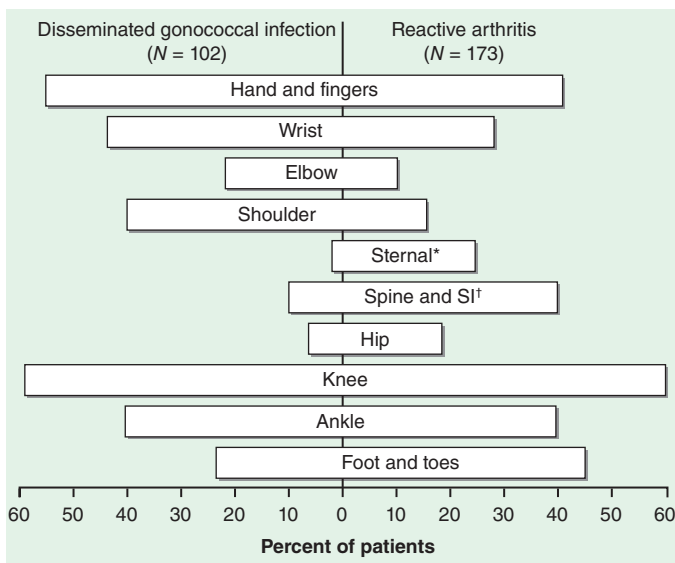 Disseminated gonococcal infection
(N = 102)
Reactive arthritis
(N = 173)
Hand and fingers
Wrist
Elbow
Shoulder
Sternal*
Spine and SI†
Hip
Knee
Ankle
Foot and toes
60 50 40 30 20 10 0 10 20 30 40 50 60
Percent of patients